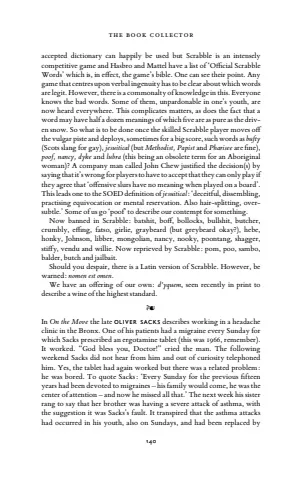 THE BOOK COLLECTOR
accepted dictionary can happily be used but Scrabble is an intensely
competitive game and Hasbro and Mattel have a list of 'Official Scrabble
Words' which is, in effect, the game's bible. One can see their point. Any
game that centres upon verbal ingenuity has to be clear about which words
are legit. However, there is a commonalty of knowledge in this. Everyone
knows the bad words. Some of them, unpardonable in one's youth, are
now heard everywhere. This complicates matters, as does the fact that a
word may have half a dozen meanings of which five are as pure as the driv-
en snow. So what is to be done once the skilled Scrabble player moves off
the vulgar pate and deploys, sometimes for a big score, such words as bufty
(Scots slang for gay), jesuitical (but Methodist, Papist and Pharisee are fine),
poof, nancy, dyke and lubra (this being an obsolete term for an Aboriginal
woman)? A company man called John Chew justified the decision(s) by
saying that it's wrong for players to have to accept that they can only play if
they agree that 'offensive slurs have no meaning when played on a board'.
This leads one to the SOED definition of jesuitical: 'deceitful, dissembling,
practising equivocation or mental reservation. Also hair-splitting, over-
subtle.' Some of us go 'poof' to describe our contempt for something.
Now banned in Scrabble: batshit, boff, bollocks, bullshit, butcher,
crumbly, effing, fatso, girlie, graybeard (but greybeard okay?), hebe,
honky, Johnson, libber, mongolian, nancy, nooky, poontang, shagger,
stiffy, vendu and willie. Now reprieved in Scrabble: pom, poo, sambo,
balder, butch and jailbait.
Should you despair, there is a Latin version of Scrabble. However, be
warned: nomen est omen.
We have an offering of our own: d'yquem, seen recently in print to
describe a wine of the highest standard.
In On the Move the late OLIVER SACKS describes working in a headache
clinic in the Bronx. One of his patients had a migraine every Sunday for
which Sacks prescribed an ergotamine tablet (this was 1966, remember).
It worked. "God bless you, Doctor!" cried the man. The following
weekend Sacks did not hear from him and out of curiosity telephoned
him. Yes, the tablet had again worked but there was a related problem:
he was bored. To quote Sacks: 'Every Sunday for the previous fifteen
years had been devoted to migraines – his family would come, he was the
center of attention – and now he missed all that.' The next week his sister
rang to say that her brother was having a severe attack of asthma, with
the suggestion it was Sacks's fault. It transpired that the asthma attacks
had occurred in his youth, also on Sundays, and had been replaced by
140